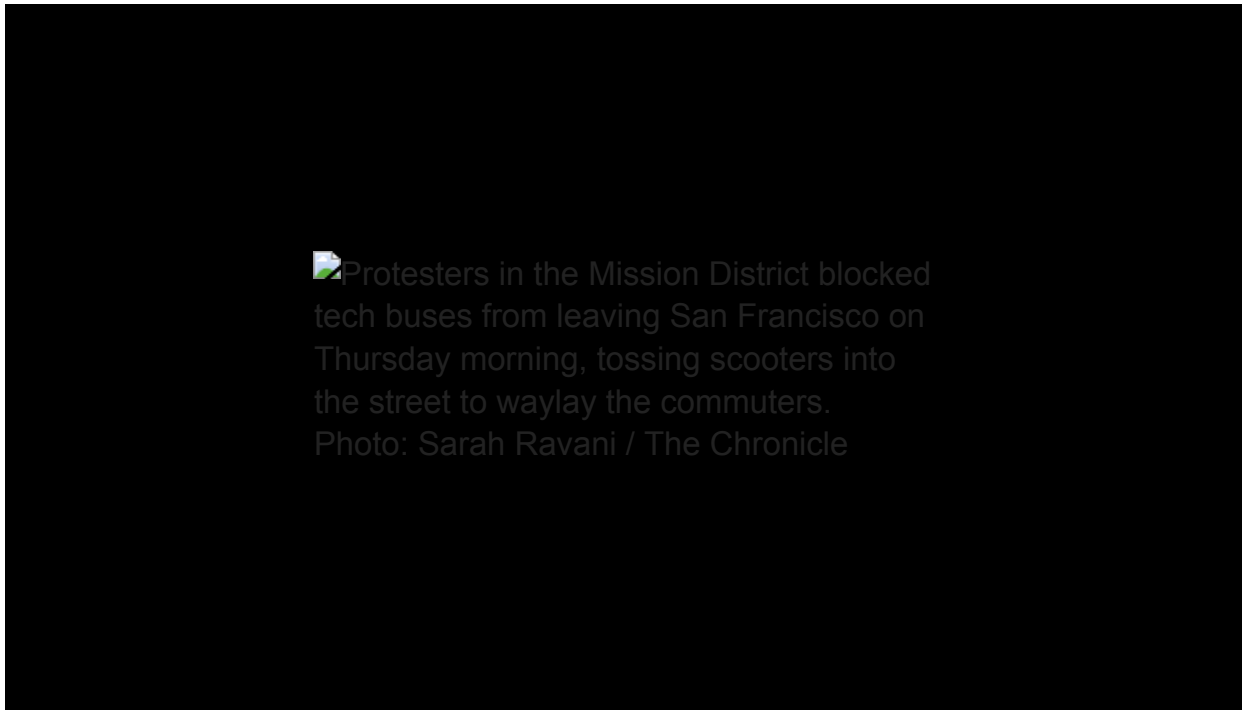 Protesters in the Mission District blocked
tech buses from leaving San Francisco on
Thursday morning, tossing scooters into
the street to waylay the commuters.
Photo: Sarah Ravani / The Chronicle